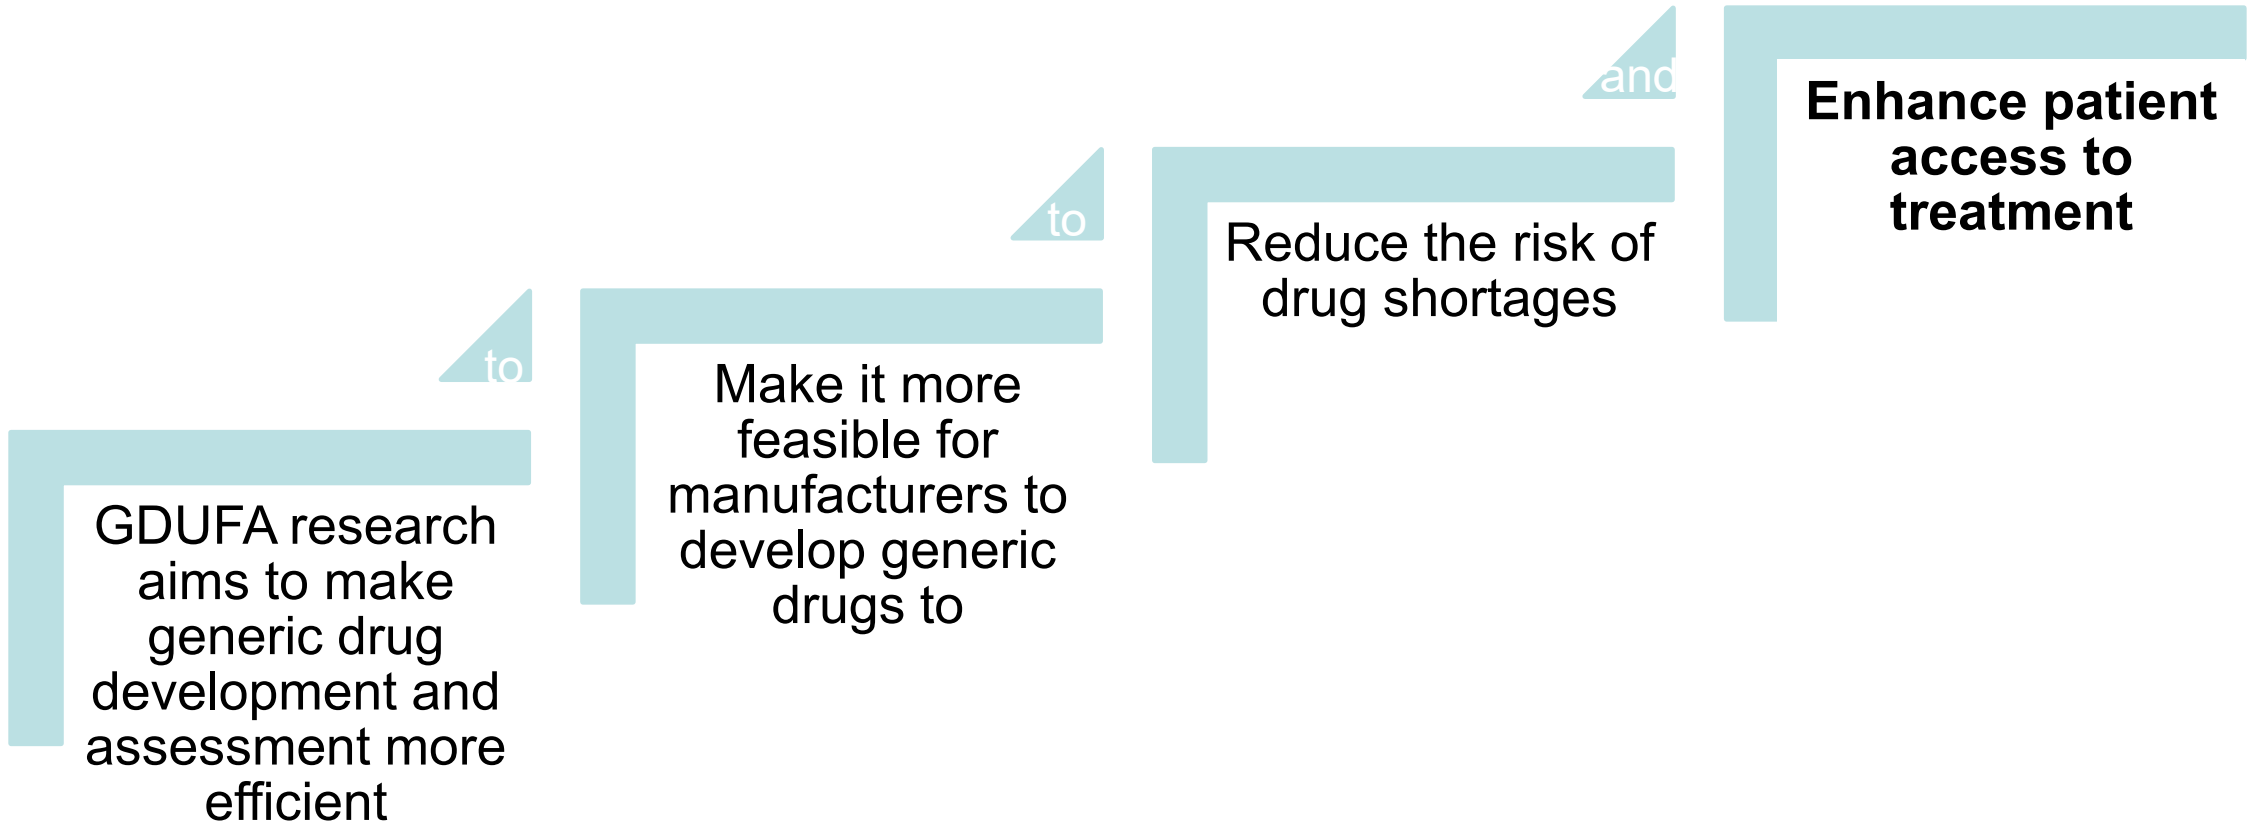 GDUFA research
aims to make
generic drug
development and
assessment more
efficient
to
Make it more
feasible for
manufacturers to
develop generic
drugs to
to
Reduce the risk of
drug shortages
and
Enhance patient
access to
treatment